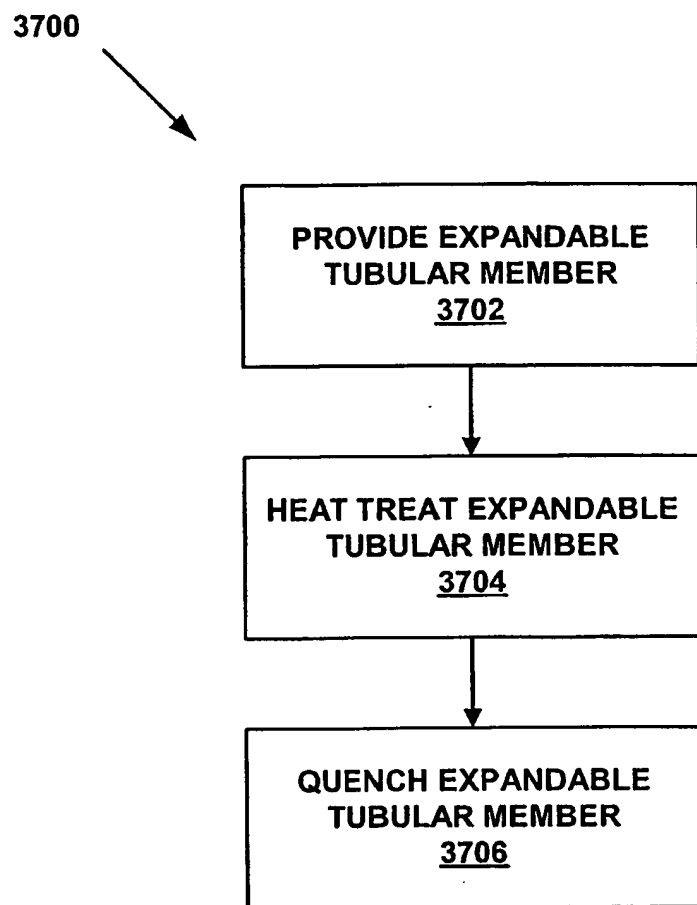 3700
PROVIDE EXPANDABLE
TUBULAR MEMBER
3702
HEAT TREAT EXPANDABLE
TUBULAR MEMBER
3704
QUENCH EXPANDABLE
TUBULAR MEMBER
3706